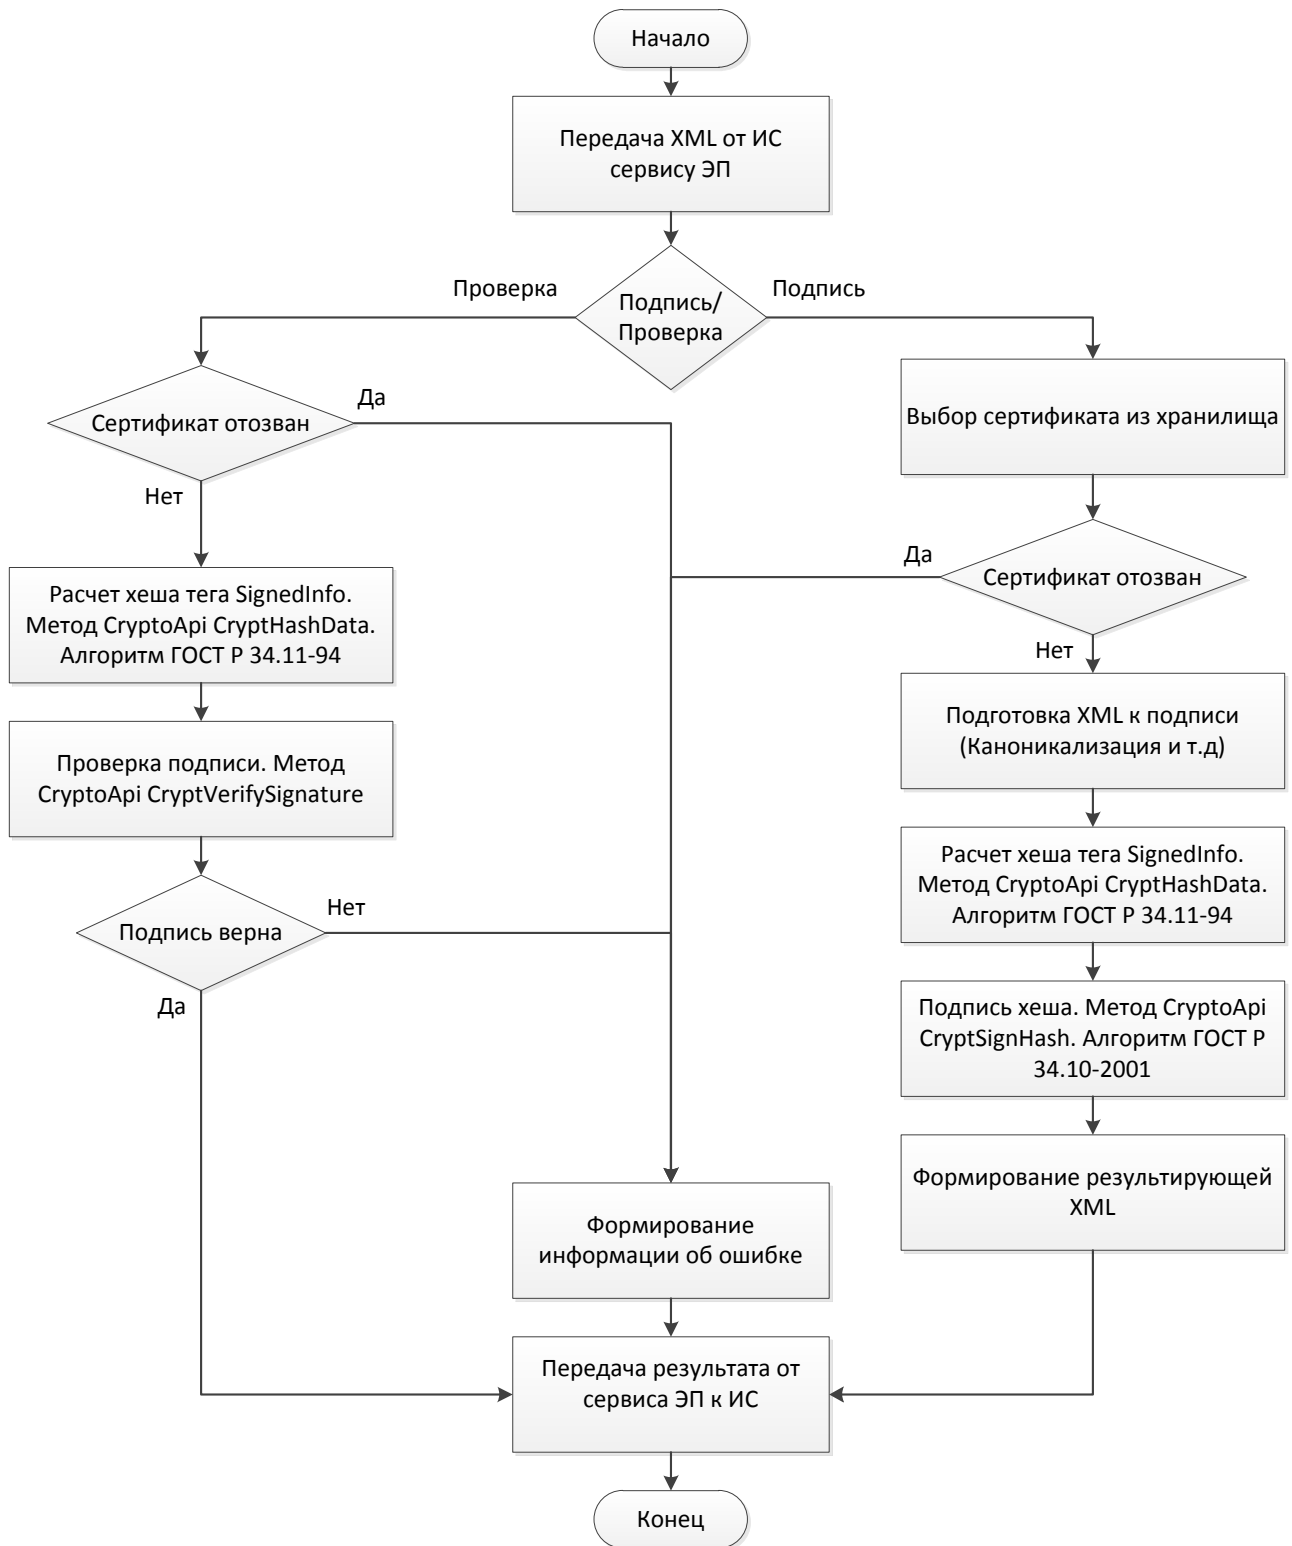 Начало
Передача XML от ИС
сервису ЭП
Проверка
Подпись/
Проверка
Подпись
Сертификат отозван
Да
Нет
Выбор сертификата из хранилища
Да
Сертификат отозван
Нет
Расчет хеша тега SignedInfo.
Метод CryptoApi CryptHashData.
Алгоритм ГОСТ Р 34.11-94
Подготовка XML к подписи
(Каноникализация и т.д)
Проверка подписи. Метод
CryptoApi CryptVerifySignature
Расчет хеша тега SignedInfo.
Метод CryptoApi CryptHashData.
Алгоритм ГОСТ Р 34.11-94
Подпись верна
Нет
Да
Подпись хеша. Метод CryptoApi
CryptSignHash. Алгоритм ГОСТ Р
34.10-2001
Формирование результирующей
XML
Формирование
информации об ошибке
Передача результата от
сервиса ЭП к ИС
Конец